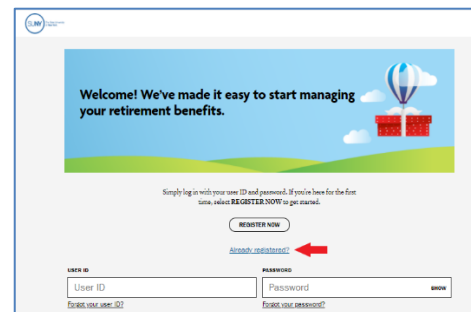 SUNY
Welcome! We've made it easy to start managing
your retirement benefits.
Simply log in with your user ID and password. If you're here for the first
time, select REGISTER NOW to get started.
REGISTER NOW
Already registered?
USER ID PASSWORD
User ID Password SHOW
Forgot your user ID? Forgot your password?